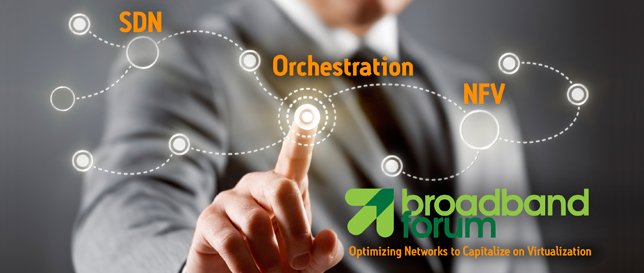 SDN
Orchestration
NFV
broadband
forum
Optimizing Networks to Capitalize on Virtualization